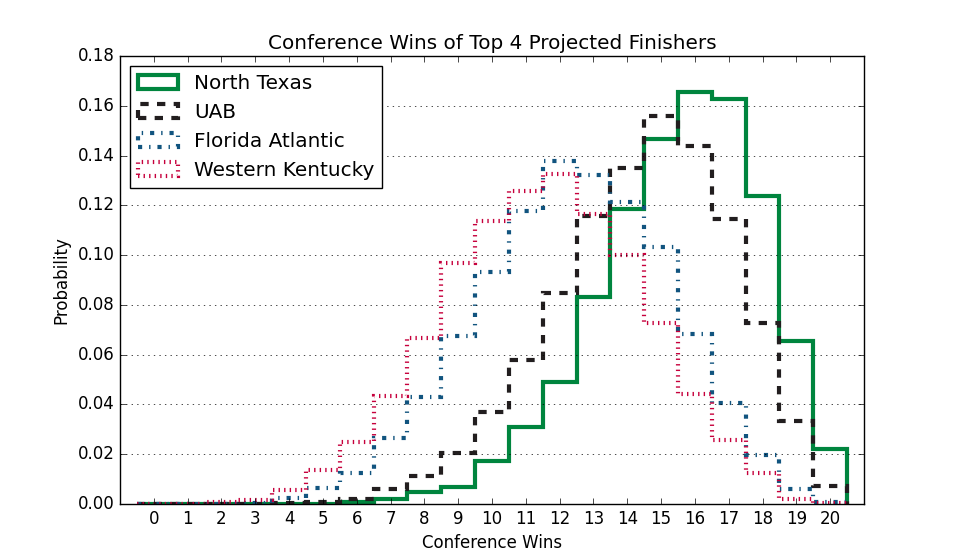 Conference Wins of Top 4 Projected Finishers
North Texas
UAB
Florida Atlantic
Western Kentucky
Probability
0.18
0.16
0.14
0.12
0.10
0.08
0.06
0.04
0.02
0.00
0 1 2 3 4 5 6 7 8 9 10 11 12 13 14 15 16 17 18 19 20
Conference Wins